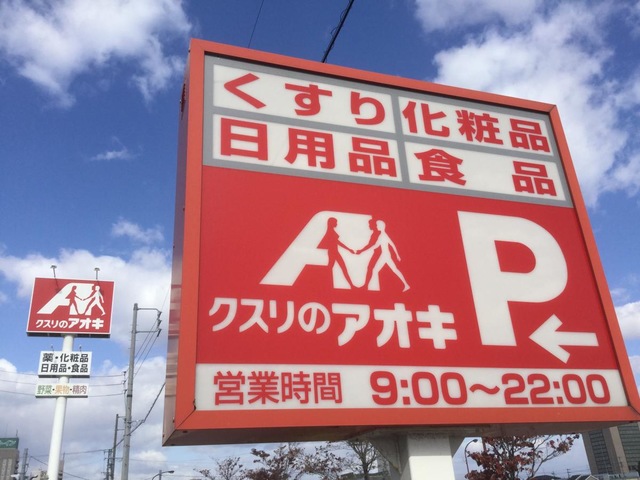 くすり 化粧品
日用品 食品
クスリのアオキ
P
営業時間 9:00～22:00
クスリのアオキ
薬・化粧品
日用品・食品
野菜・果物・精肉